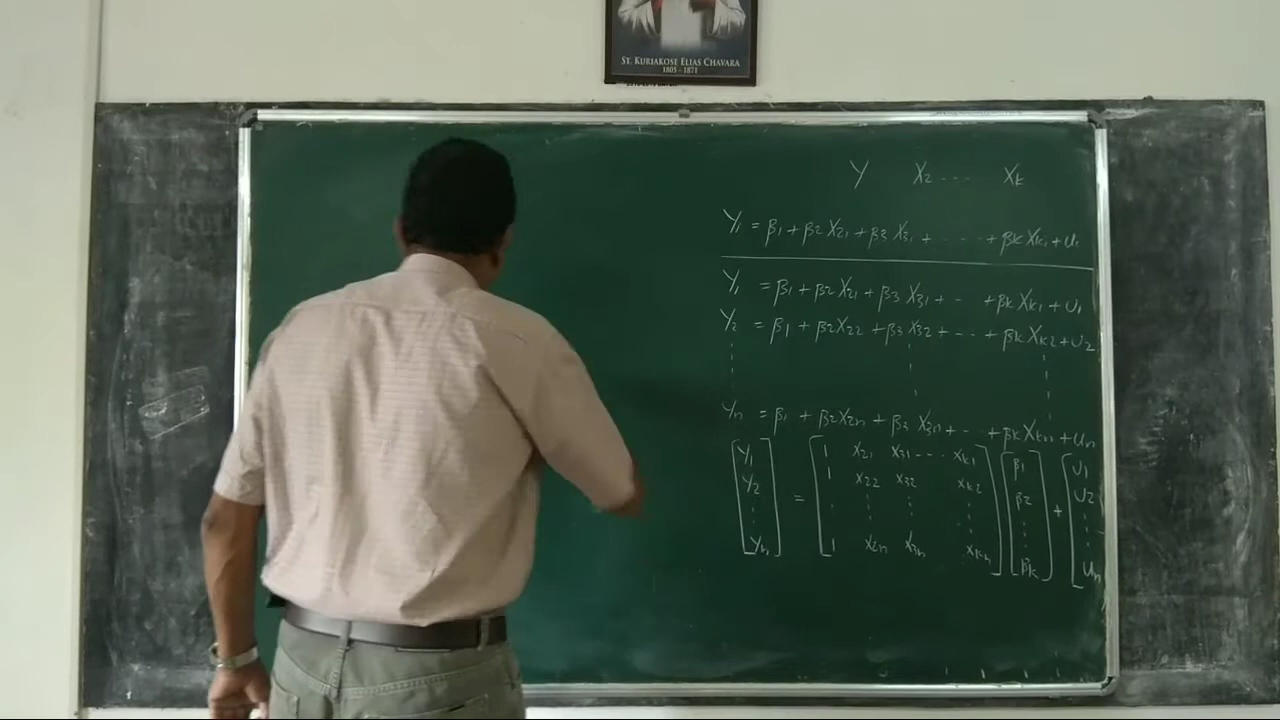 ST. KURIAKOSE ELIAS CHAVARA
1805 - 1871
Y X2 .... Xk
Y1 = β1 + β2 X21 + β3 X31 + ..... + βk Xk1 + U1
Y1 = β1 + β2 X21 + β3 X31 + ... + βk Xk1 + U1
Y2 = β1 + β2 X22 + β3 X32 + .... + βk Xk2 + U2
Yn = β1 + β2 X2n + β3 X3n + ... + βk Xkn + Un
[Y1 Y2 ⋮ Yn] = [1 X21 X31 .... Xk1; 1 X22 X32 Xk2; ⋮ ⋮ ⋮ ⋮; 1 X2n X3n Xkn] [β1 β2 ⋮ βk] + [U1 U2 ⋮ Un]